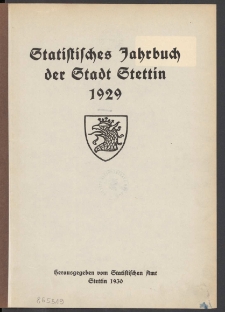 Statistisches Jahrbuch
der Stadt Stettin
1929
Herausgegeben vom Statistischen Amt
Stettin 1930